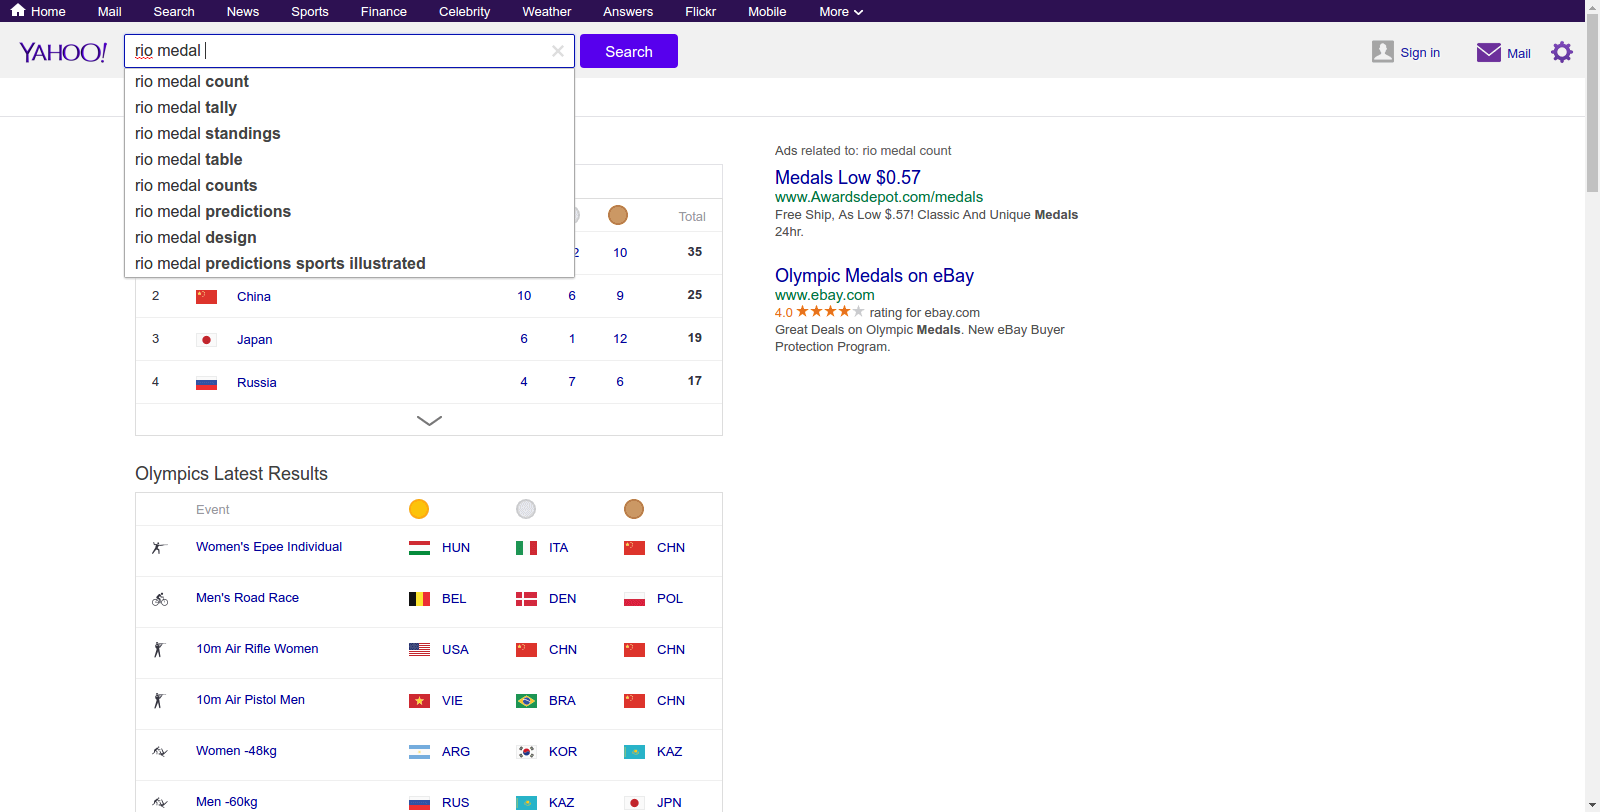 Home Mail Search News Sports Finance Celebrity Weather Answers Flickr Mobile More
YAHOO! rio medal Search Sign in Mail
rio medal count
rio medal tally
rio medal standings
rio medal table
rio medal counts
rio medal predictions
rio medal design
rio medal predictions sports illustrated
Total
2 10 35
2 China 10 6 9 25
3 Japan 6 1 12 19
4 Russia 4 7 6 17
Olympics Latest Results
Event
Women's Epee Individual HUN ITA CHN
Men's Road Race BEL DEN POL
10m Air Rifle Women USA CHN CHN
10m Air Pistol Men VIE BRA CHN
Women -48kg ARG KOR KAZ
Men -60kg RUS KAZ JPN
Ads related to: rio medal count
Medals Low $0.57
www.Awardsdepot.com/medals
Free Ship, As Low $.57! Classic And Unique Medals
24hr.
Olympic Medals on eBay
www.ebay.com
4.0 rating for ebay.com
Great Deals on Olympic Medals. New eBay Buyer
Protection Program.